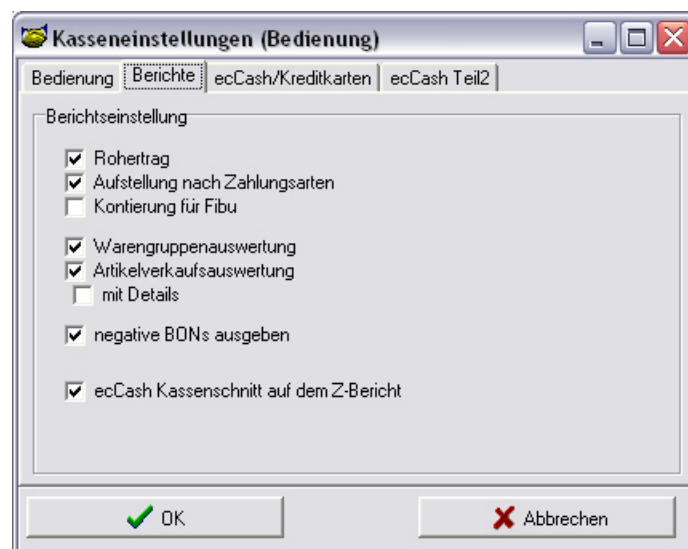 Kasseneinstellungen (Bedienung)
Bedienung Berichte ecCash/Kreditkarten ecCash Teil2
Berichtseinstellung
Rohertrag
Aufstellung nach Zahlungsarten
Kontierung für Fibu
Warengruppenauswertung
Artikelverkaufsauswertung
mit Details
negative BONs ausgeben
ecCash Kassenschnitt auf dem Z-Bericht
OK Abbrechen